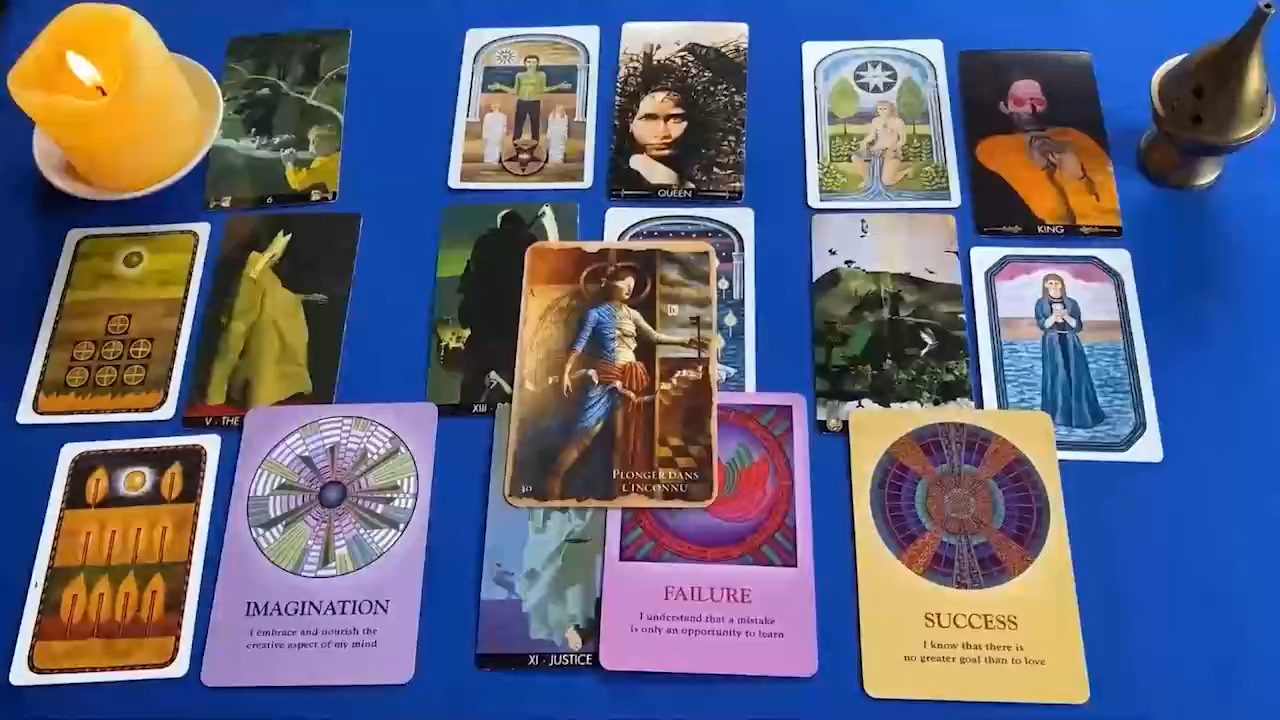 6
QUEEN
KING
V · THE
XIII ·
30
PLONGER DANS
L'INCONNU
IMAGINATION
I embrace and nourish the
creative aspect of my mind
XI · JUSTICE
FAILURE
I understand that a mistake
is only an opportunity to learn
SUCCESS
I know that there is
no greater goal than to love